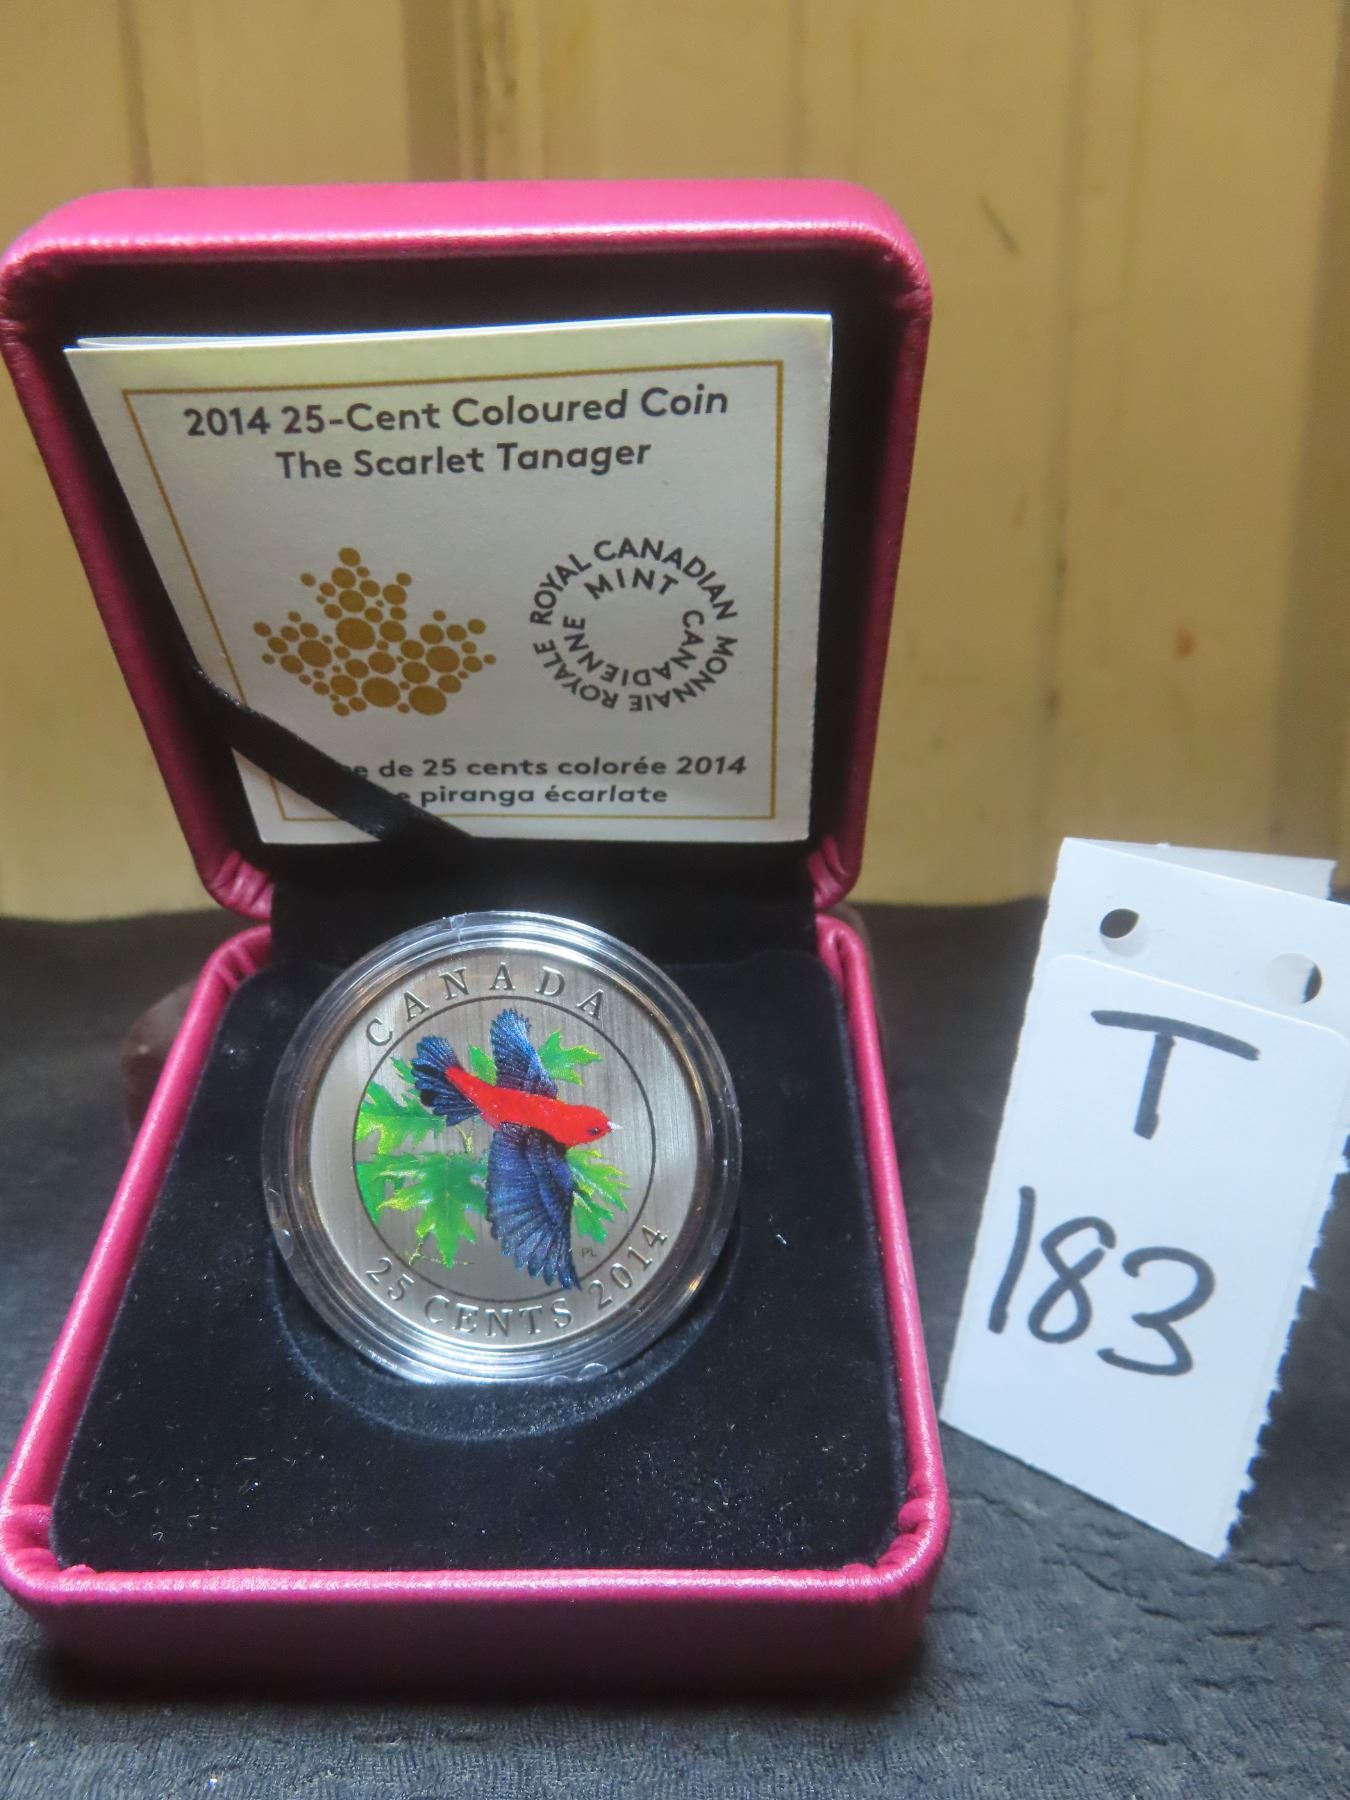 2014 25-Cent Coloured Coin
The Scarlet Tanager
ROYAL CANADIAN MINT
MONNAIE ROYALE CANADIENNE
de 25 cents colorée 2014
piranga écarlate
CANADA
PL
25 CENTS 2014
T
183